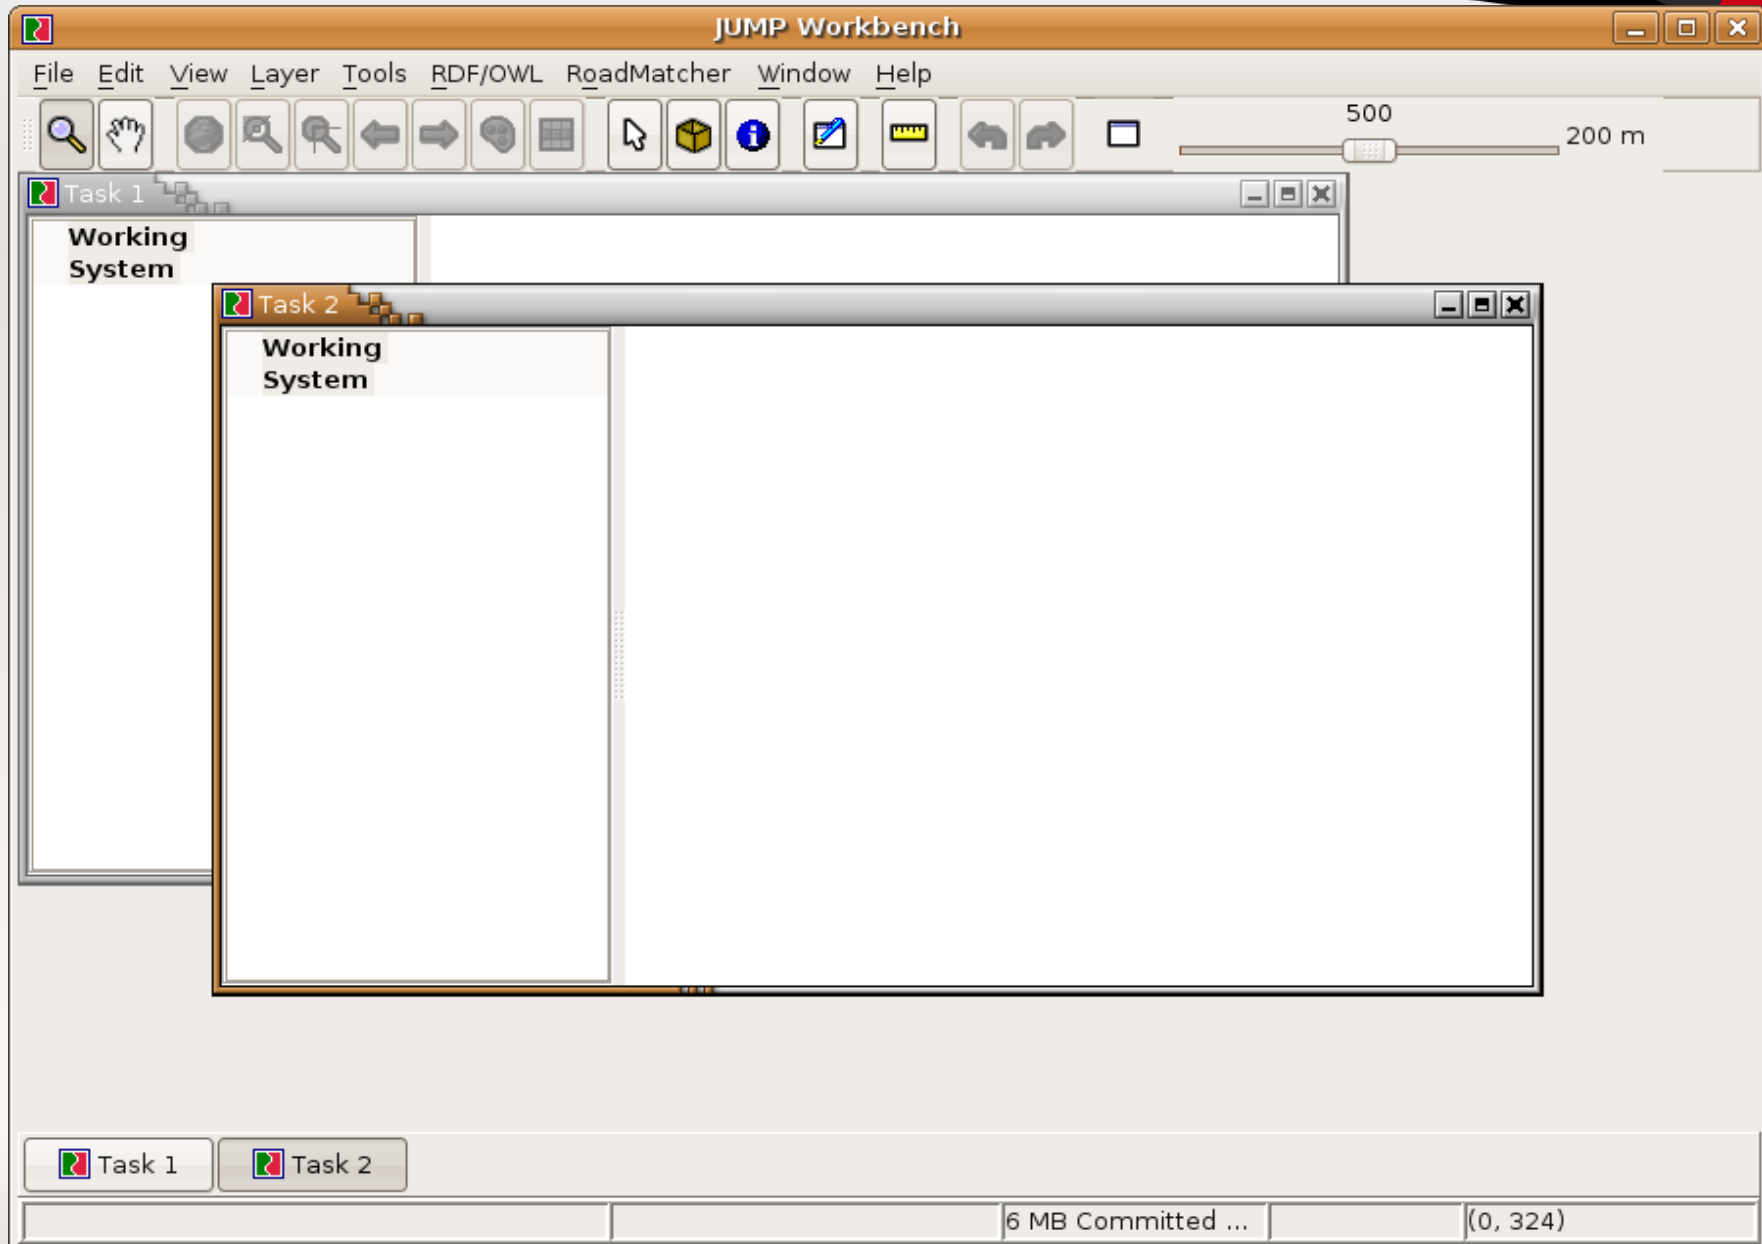 JUMP Workbench
File Edit View Layer Tools RDF/OWL RoadMatcher Window Help
500
200 m
Task 1
Working
System
Task 2
Working
System
Task 1 Task 2
6 MB Committed ... (0, 324)